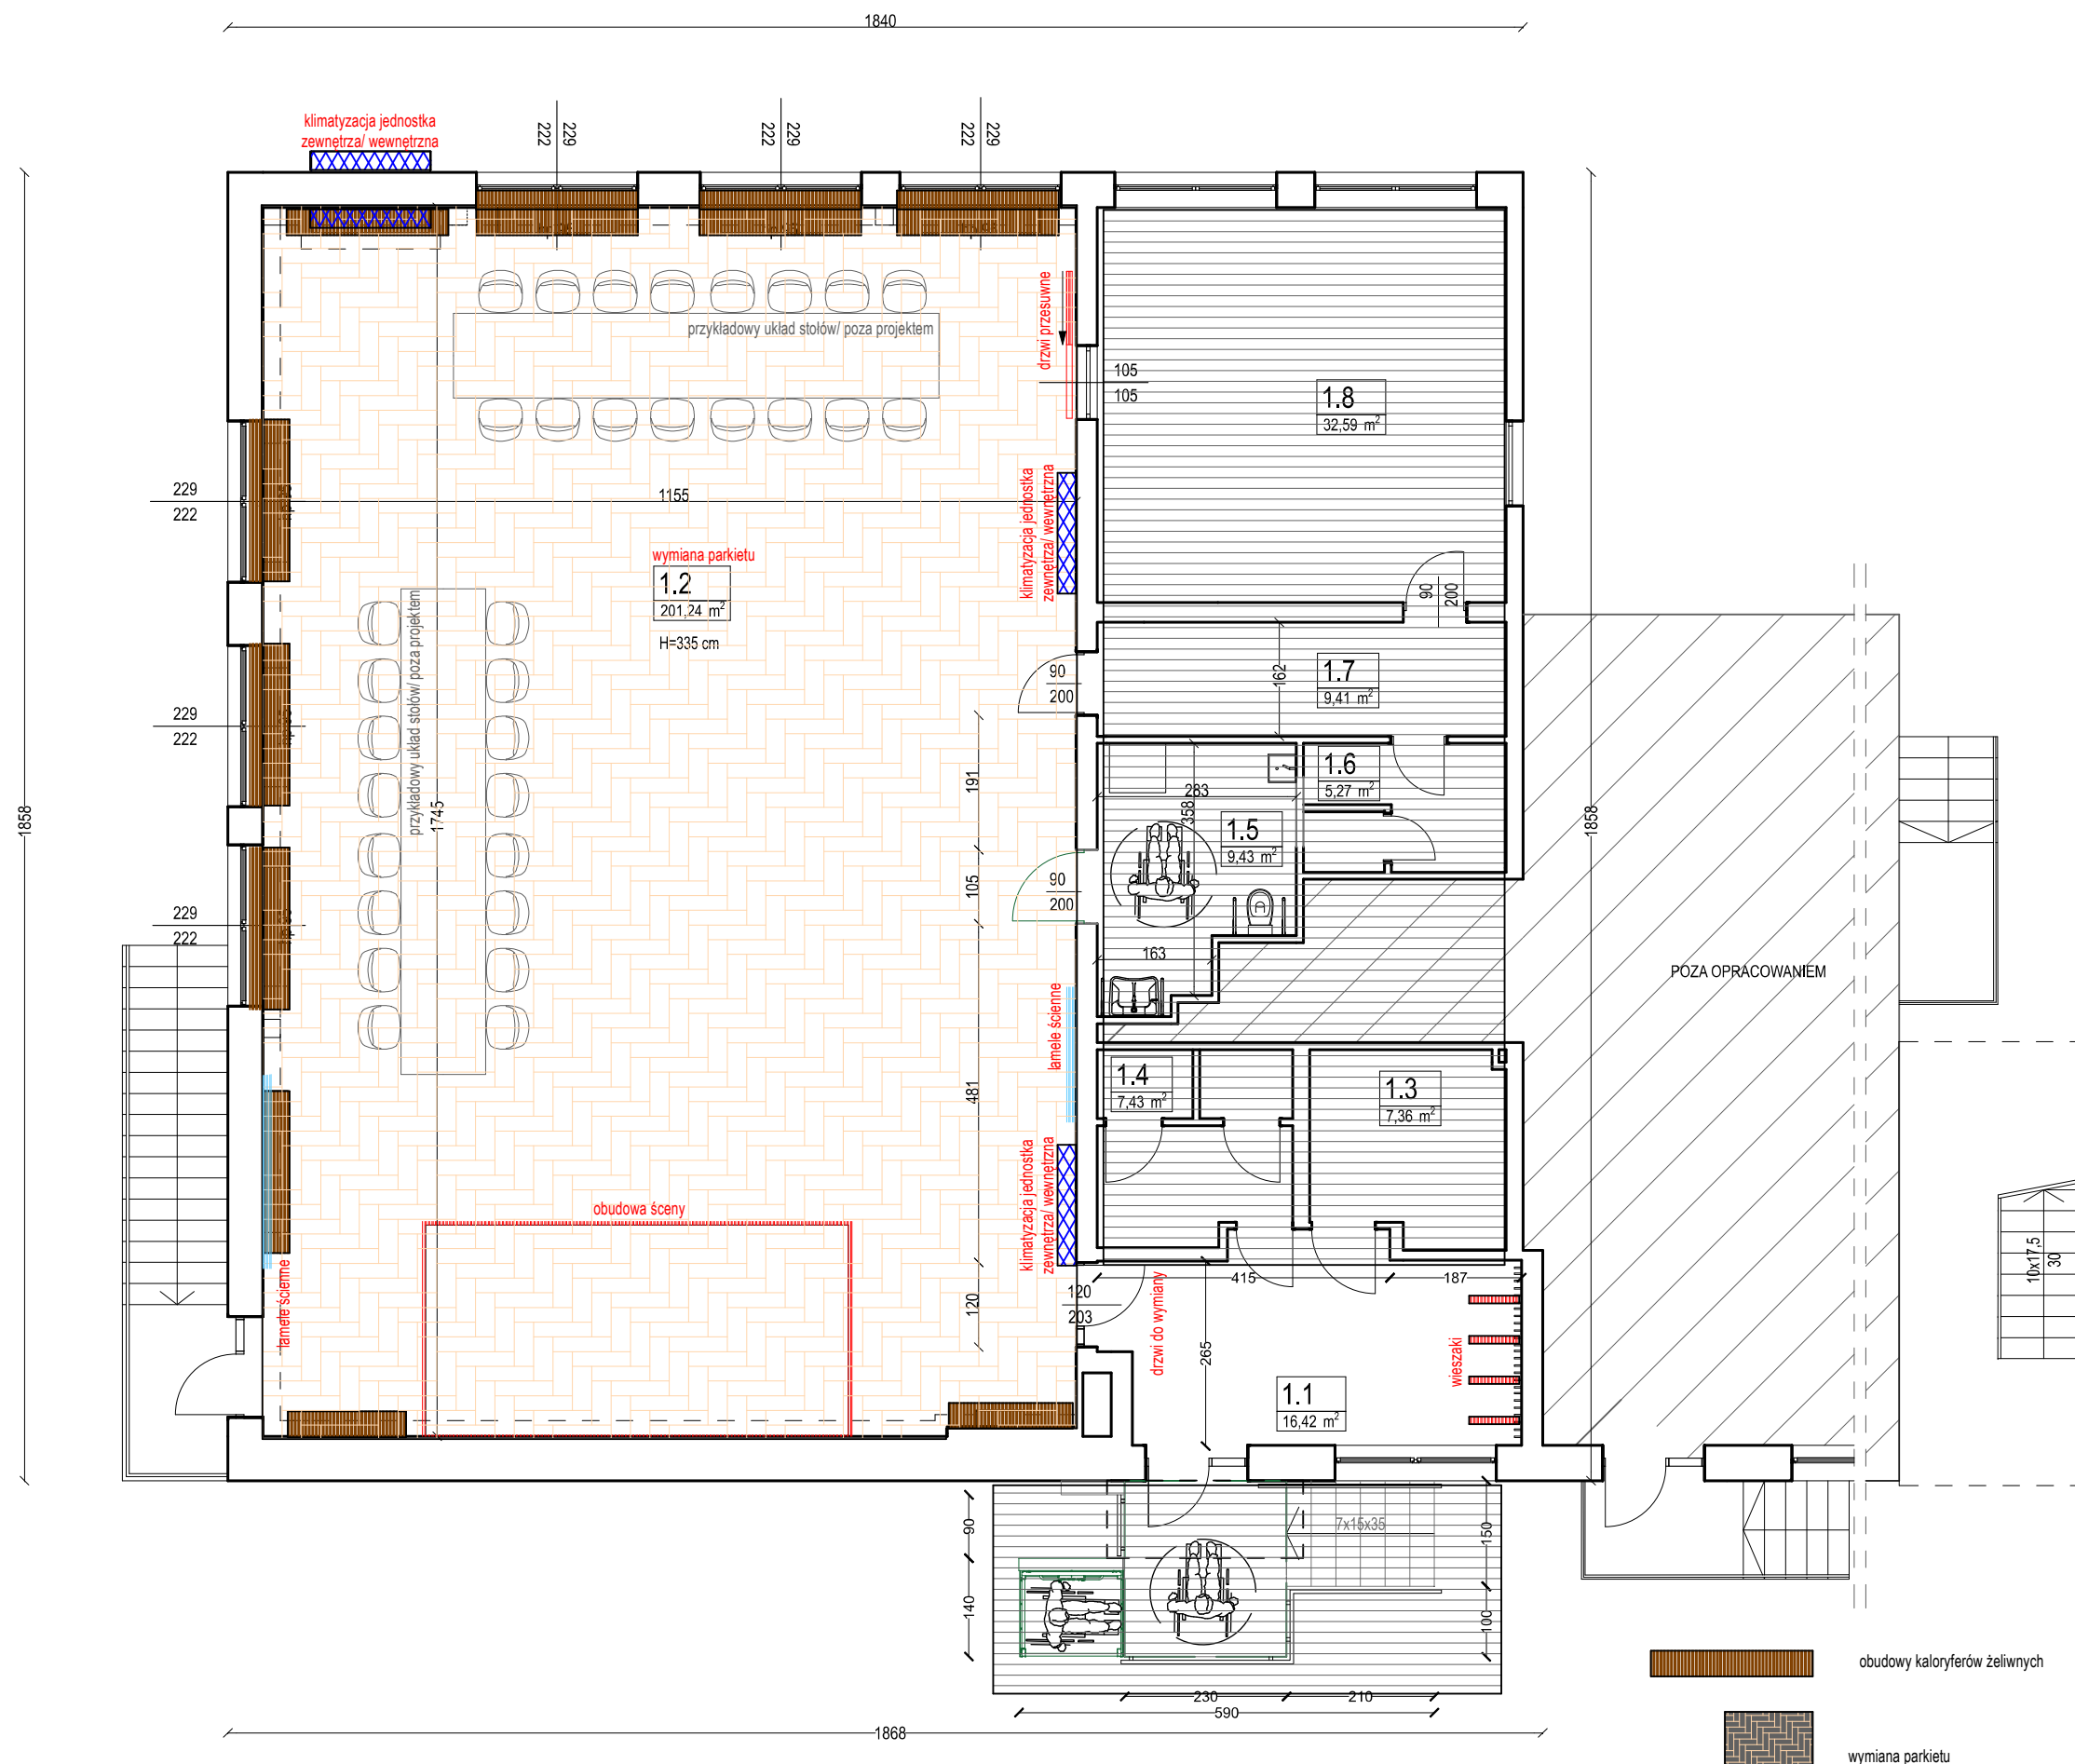 1840
klimatyzacja jednostka
zewnętrza/ wewnętrzna
222
229
222
229
222
229
przykładowy układ stołów/ poza projektem
drzwi przesuwne
105
105
1.8
32,59 m²
229
222
1155
klimatyzacja jednostka
zewnętrza/ wewnętrzna
wymiana parkietu
1.2
201,24 m²
H=335 cm
przykładowy układ stołów/ poza projektem
90
200
90
200
1.7
9,41 m²
162
229
222
1745
191
1.6
5,27 m²
283
358
1.5
9,43 m²
1858
1858
105
90
200
229
222
163
POZA OPRACOWANIEM
lamele ścienne
481
1.4
7,43 m²
1.3
7,36 m²
klimatyzacja jednostka
zewnętrza/ wewnętrzna
obudowa śceny
lamele ścienne
415
187
120
120
203
drzwi do wymiany
265
wieszaki
1.1
16,42 m²
10x17,5
30
90
140
7x15x35
150
100
230
210
590
1868
obudowy kaloryferów żeliwnych
wymiana parkietu